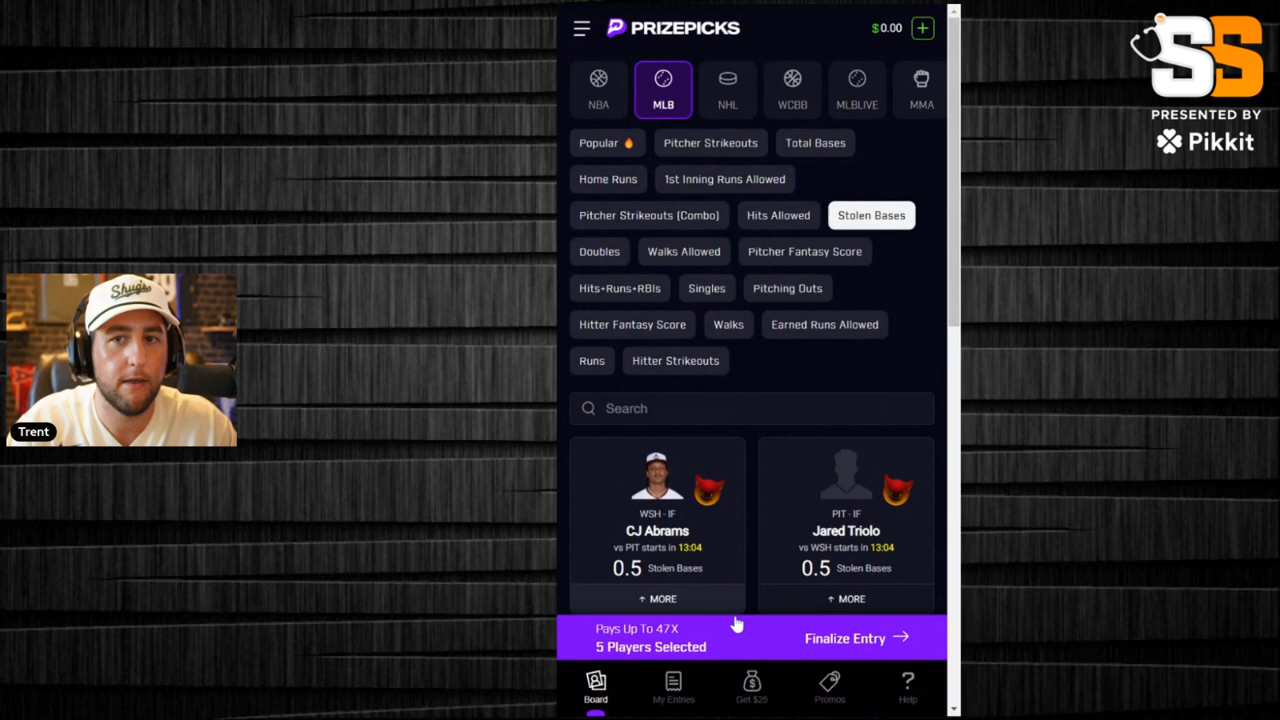 PRIZEPICKS
$0.00
NBA
MLB
NHL
WCBB
MLBLIVE
MMA
Popular
Pitcher Strikeouts
Total Bases
Home Runs
1st Inning Runs Allowed
Pitcher Strikeouts (Combo)
Hits Allowed
Stolen Bases
Doubles
Walks Allowed
Pitcher Fantasy Score
Hits+Runs+RBIs
Singles
Pitching Outs
Hitter Fantasy Score
Walks
Earned Runs Allowed
Runs
Hitter Strikeouts
Search
WSH - IF
CJ Abrams
vs PIT starts in 13:04
0.5 Stolen Bases
↑ MORE
PIT - IF
Jared Triolo
vs WSH starts in 13:04
0.5 Stolen Bases
↑ MORE
Pays Up To 47X
5 Players Selected
Finalize Entry →
Board
My Entries
Get $25
Promos
Help
Shug's
Trent
SS
PRESENTED BY
Pikkit